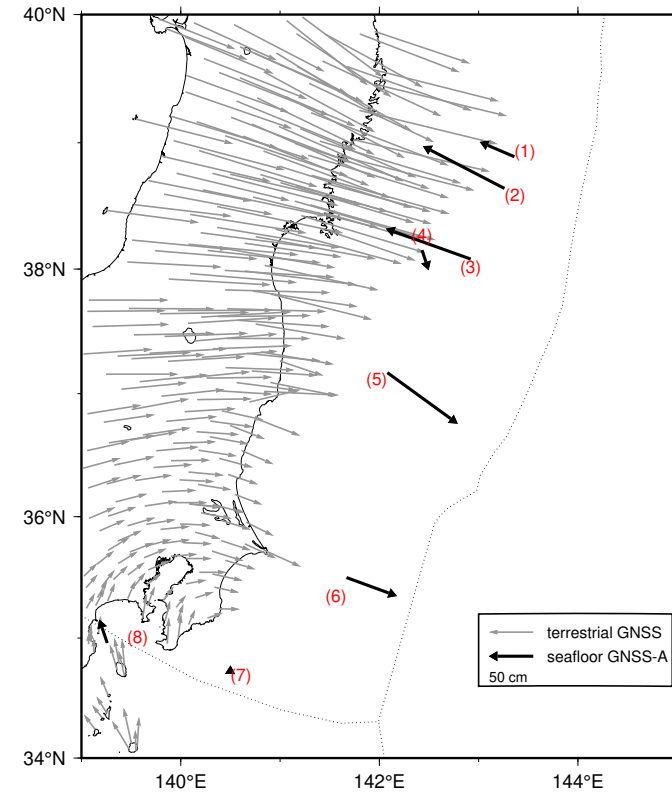 40°N
(1)
(2)
(4)
38°N
(3)
(5)
36°N
(6)
(8)
terrestrial GNSS
seafloor GNSS-A
(7)
50 cm
34°N
140°E 142°E 144°E